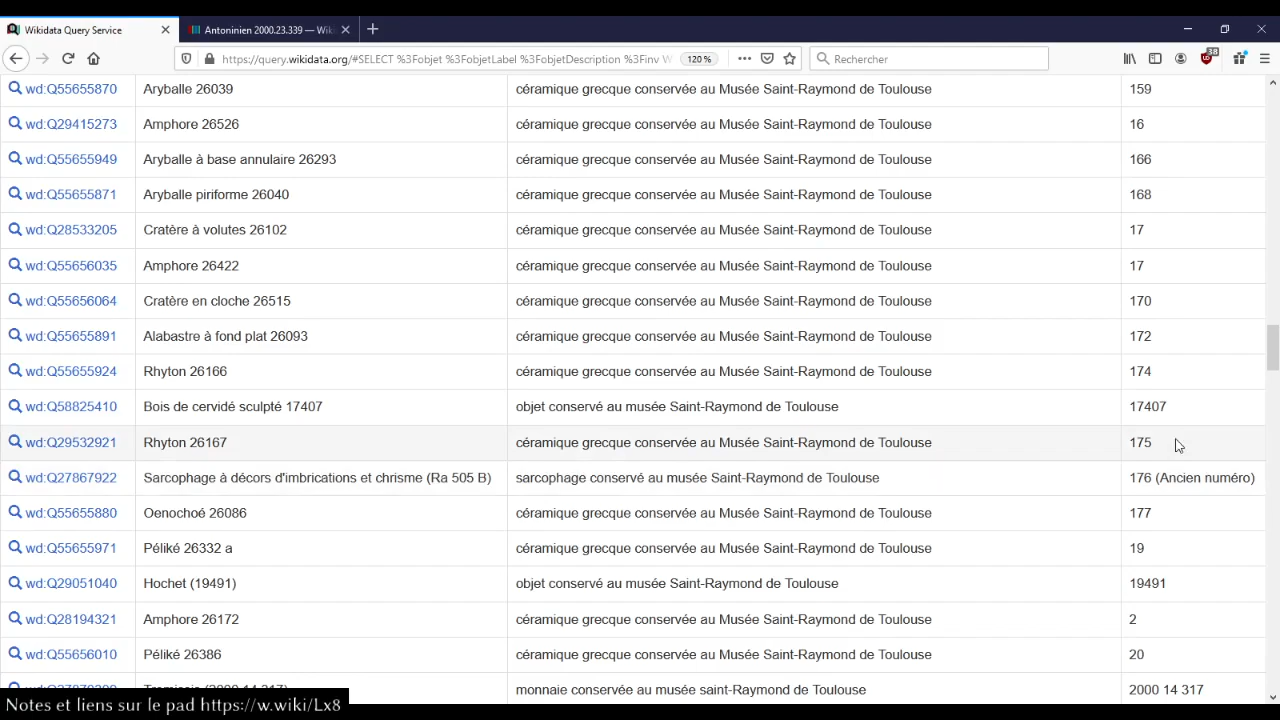 Wikidata Query Service
Antoninien 2000.23.339 — Wiki
https://query.wikidata.org/#SELECT %3Fobjet %3FobjetLabel %3FobjetDescription %3Finv W
120 %
Rechercher
38
wd:Q55655870 Aryballe 26039 céramique grecque conservée au Musée Saint-Raymond de Toulouse 159
wd:Q29415273 Amphore 26526 céramique grecque conservée au Musée Saint-Raymond de Toulouse 16
wd:Q55655949 Aryballe à base annulaire 26293 céramique grecque conservée au Musée Saint-Raymond de Toulouse 166
wd:Q55655871 Aryballe piriforme 26040 céramique grecque conservée au Musée Saint-Raymond de Toulouse 168
wd:Q28533205 Cratère à volutes 26102 céramique grecque conservée au Musée Saint-Raymond de Toulouse 17
wd:Q55656035 Amphore 26422 céramique grecque conservée au Musée Saint-Raymond de Toulouse 17
wd:Q55656064 Cratère en cloche 26515 céramique grecque conservée au Musée Saint-Raymond de Toulouse 170
wd:Q55655891 Alabastre à fond plat 26093 céramique grecque conservée au Musée Saint-Raymond de Toulouse 172
wd:Q55655924 Rhyton 26166 céramique grecque conservée au Musée Saint-Raymond de Toulouse 174
wd:Q58825410 Bois de cervidé sculpté 17407 objet conservé au musée Saint-Raymond de Toulouse 17407
wd:Q29532921 Rhyton 26167 céramique grecque conservée au Musée Saint-Raymond de Toulouse 175
wd:Q27867922 Sarcophage à décors d'imbrications et chrisme (Ra 505 B) sarcophage conservé au musée Saint-Raymond de Toulouse 176 (Ancien numéro)
wd:Q55655880 Oenochoé 26086 céramique grecque conservée au Musée Saint-Raymond de Toulouse 177
wd:Q55655971 Péliké 26332 a céramique grecque conservée au Musée Saint-Raymond de Toulouse 19
wd:Q29051040 Hochet (19491) objet conservé au musée Saint-Raymond de Toulouse 19491
wd:Q28194321 Amphore 26172 céramique grecque conservée au Musée Saint-Raymond de Toulouse 2
wd:Q55656010 Péliké 26386 céramique grecque conservée au Musée Saint-Raymond de Toulouse 20
monnaie conservée au musée saint-Raymond de Toulouse 2000 14 317
Notes et liens sur le pad https://w.wiki/Lx8